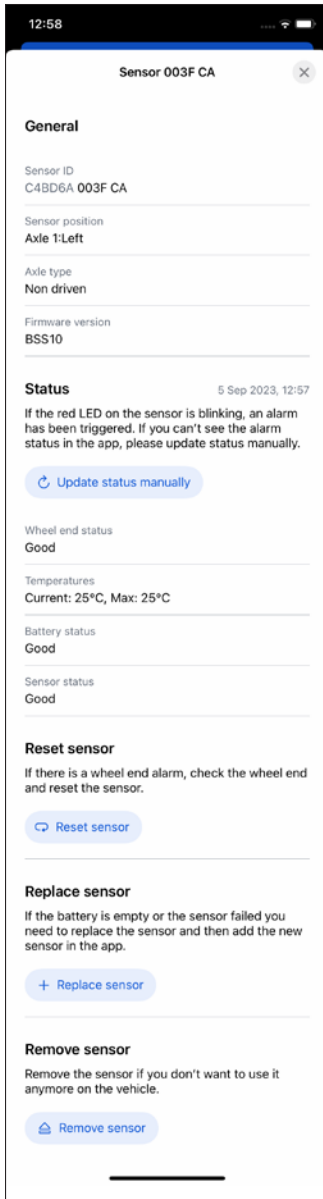 12:58
Sensor 003F CA
General
Sensor ID
C4BD6A 003F CA
Sensor position
Axle 1:Left
Axle type
Non driven
Firmware version
BSS10
Status
5 Sep 2023, 12:57
If the red LED on the sensor is blinking, an alarm
has been triggered. If you can't see the alarm
status in the app, please update status manually.
Update status manually
Wheel end status
Good
Temperatures
Current: 25°C, Max: 25°C
Battery status
Good
Sensor status
Good
Reset sensor
If there is a wheel end alarm, check the wheel end
and reset the sensor.
Reset sensor
Replace sensor
If the battery is empty or the sensor failed you
need to replace the sensor and then add the new
sensor in the app.
Replace sensor
Remove sensor
Remove the sensor if you don't want to use it
anymore on the vehicle.
Remove sensor